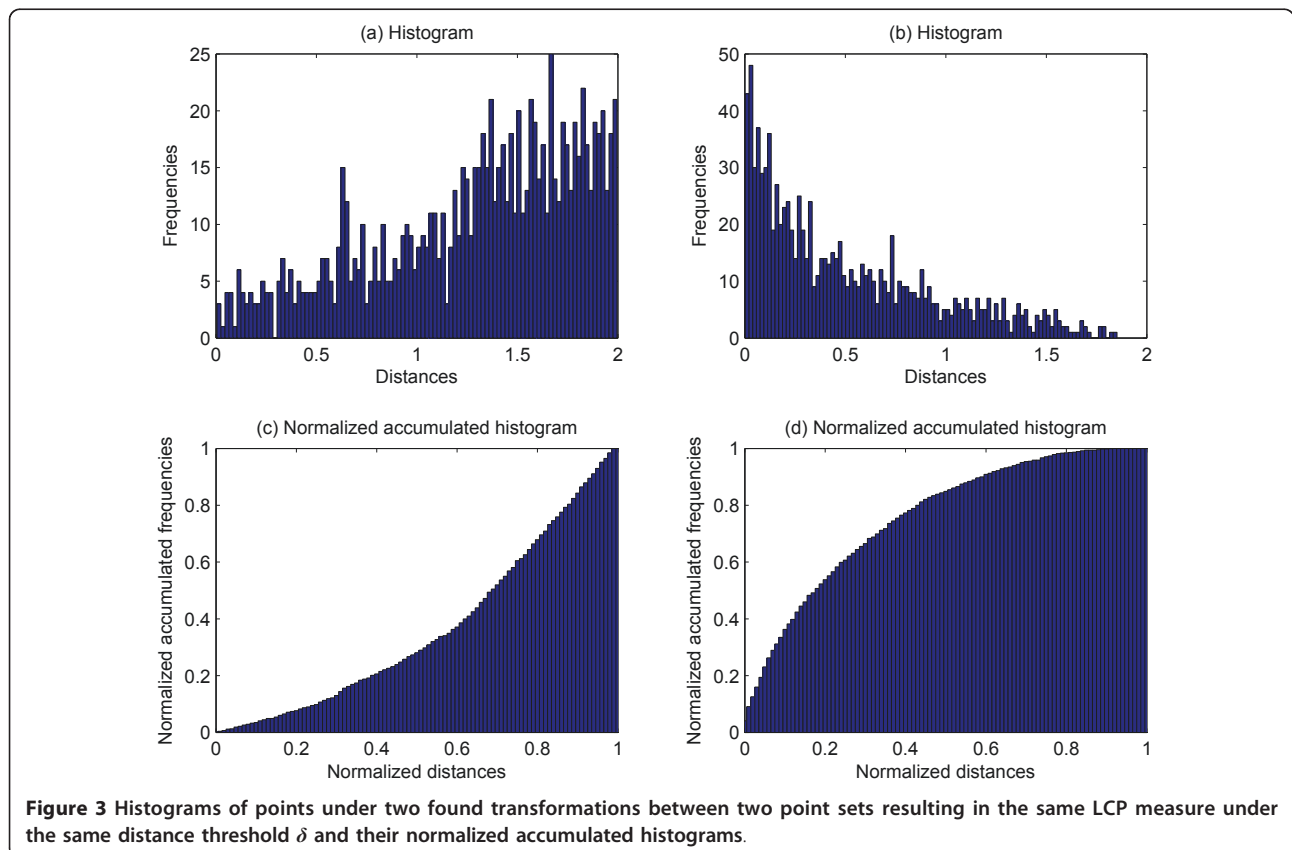 (a) Histogram
25
20
15
10
5
0
Frequencies
0 0.5 1 1.5 2
Distances
(b) Histogram
50
40
30
20
10
0
Frequencies
0 0.5 1 1.5 2
Distances
(c) Normalized accumulated histogram
1
0.8
0.6
0.4
0.2
0
Normalized accumulated frequencies
0 0.2 0.4 0.6 0.8 1
Normalized distances
(d) Normalized accumulated histogram
1
0.8
0.6
0.4
0.2
0
Normalized accumulated frequencies
0 0.2 0.4 0.6 0.8 1
Normalized distances
Figure 3 Histograms of points under two found transformations between two point sets resulting in the same LCP measure under
the same distance threshold δ and their normalized accumulated histograms.